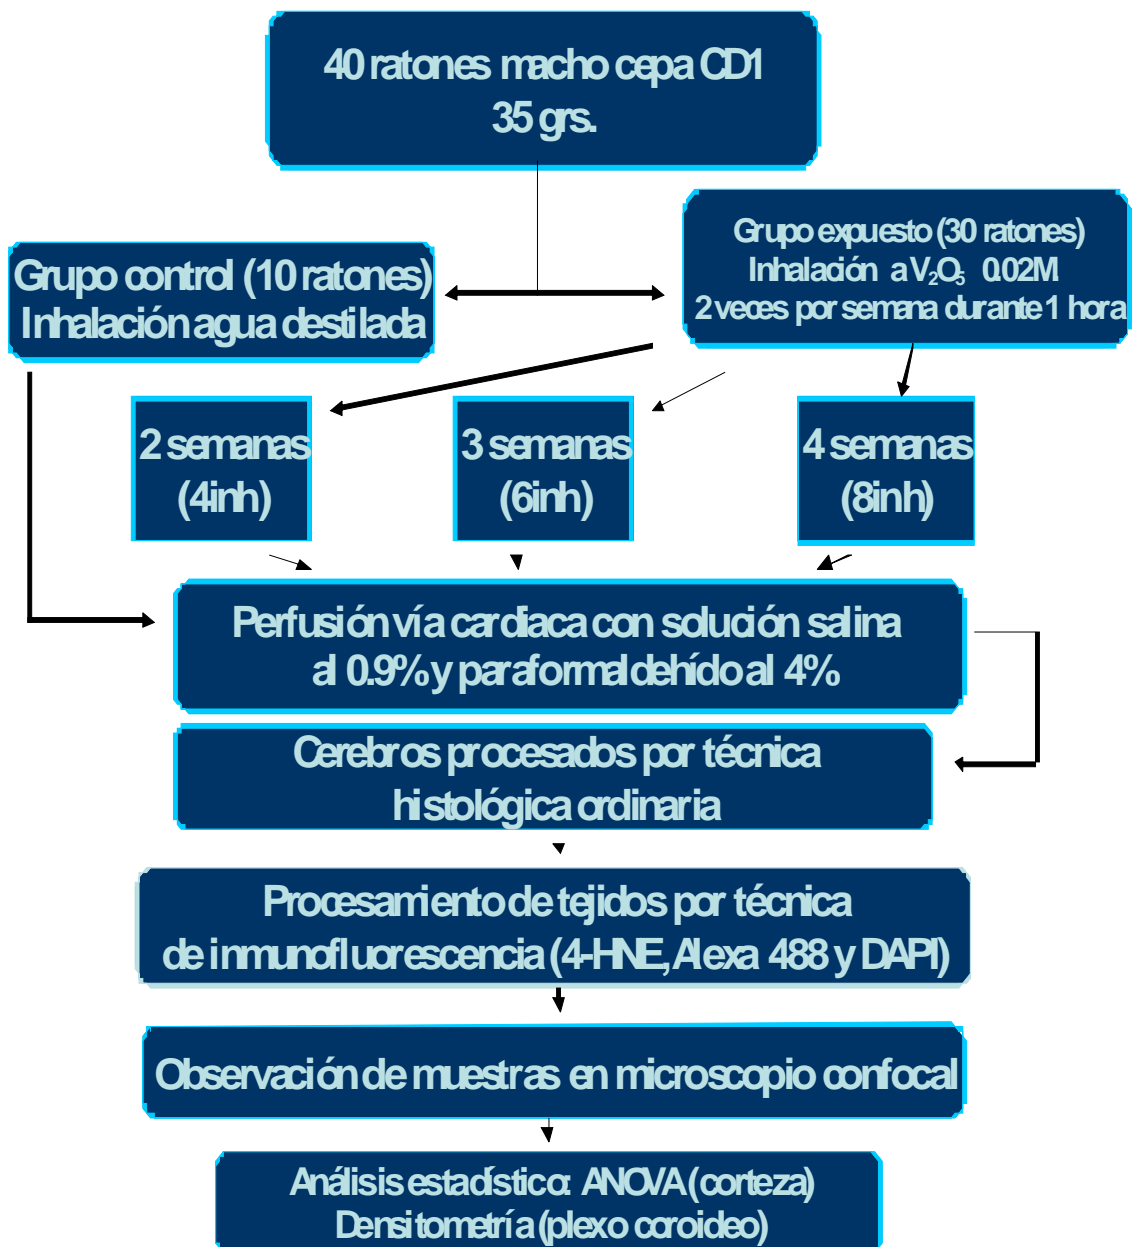 40 ratones macho cepa CD1
35 grs.
Grupo control (10 ratones)
Inhalación agua destilada
Grupo expuesto (30 ratones)
Inhalación a V₂O₅ 0.02M
2 veces por semana durante 1 hora
2 semanas
(4inh)
3 semanas
(6inh)
4 semanas
(8inh)
Perfusión vía cardiaca con solución salina
al 0.9% y paraformaldehído al 4%
Cerebros procesados por técnica
histológica ordinaria
Procesamiento de tejidos por técnica
de inmunofluorescencia (4-HNE, Alexa 488 y DAPI)
Observación de muestras en microscopio confocal
Análisis estadístico: ANOVA (corteza)
Densitometría (plexo coroideo)